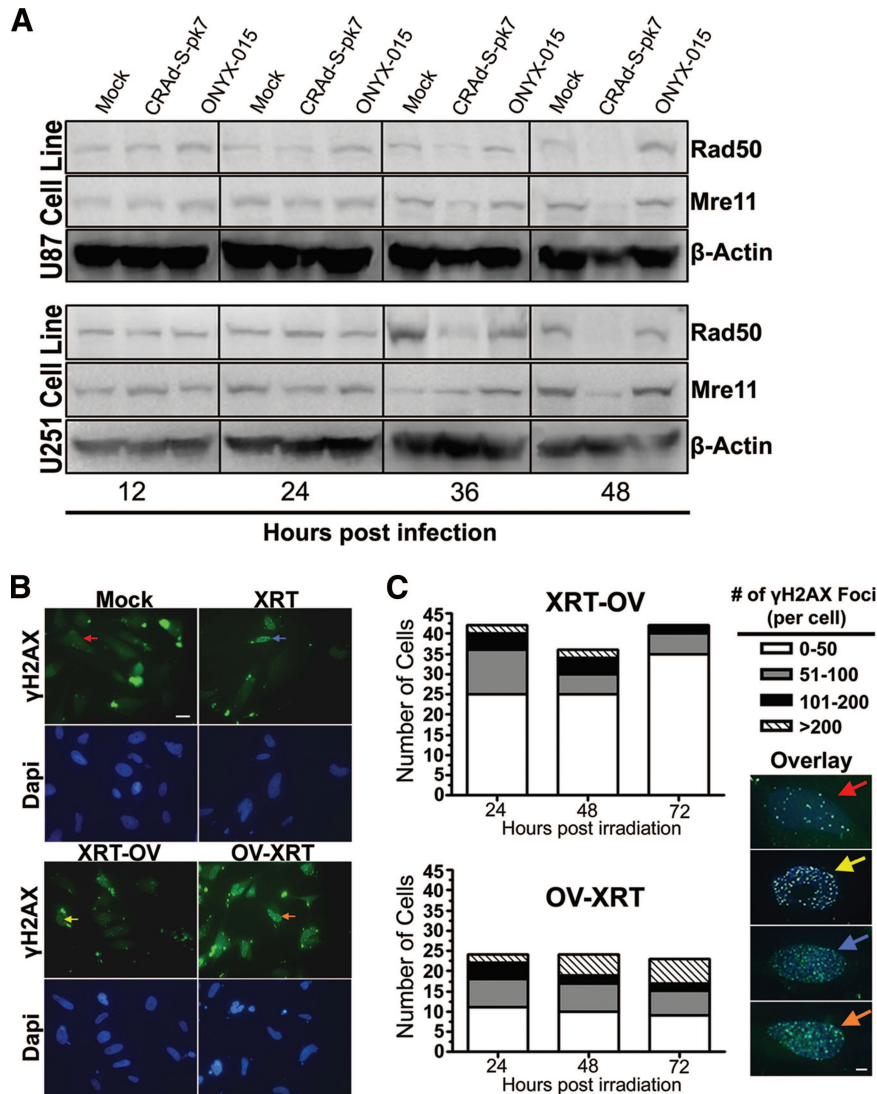 A
Mock CRAd-S-pk7 ONYX-015 Mock CRAd-S-pk7 ONYX-015 Mock CRAd-S-pk7 ONYX-015 Mock CRAd-S-pk7 ONYX-015
U87 Cell Line
Rad50
Mre11
β-Actin
U251 Cell Line
Rad50
Mre11
β-Actin
12 24 36 48
Hours post infection
B
Mock XRT
γH2AX
Dapi
XRT-OV OV-XRT
γH2AX
Dapi
C
XRT-OV
Number of Cells
45
40
35
30
25
20
15
10
5
0
24 48 72
Hours post irradiation
OV-XRT
Number of Cells
45
40
35
30
25
20
15
10
5
0
24 48 72
Hours post irradiation
# of γH2AX Foci
(per cell)
0-50
51-100
101-200
>200
Overlay